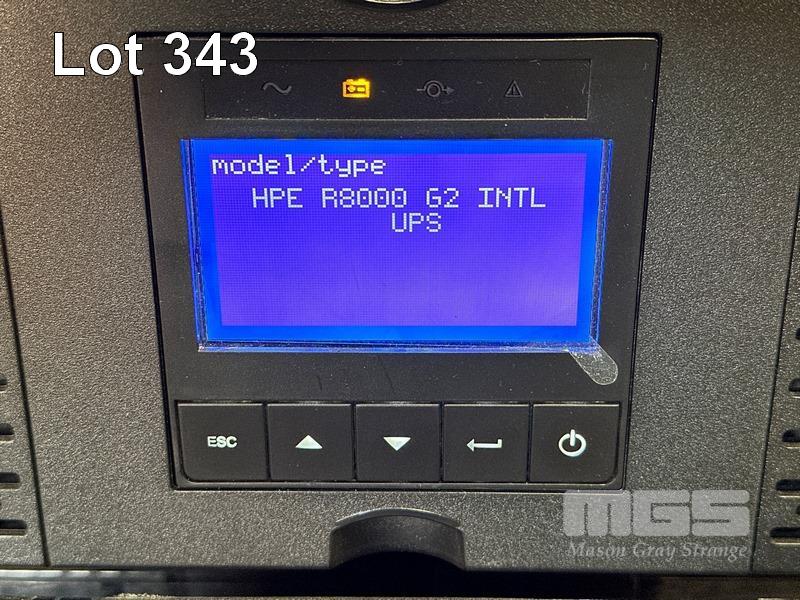 Lot 343
model/type
HPE R8000 G2 INTL
UPS
ESC
MGS
Mason Gray Strange